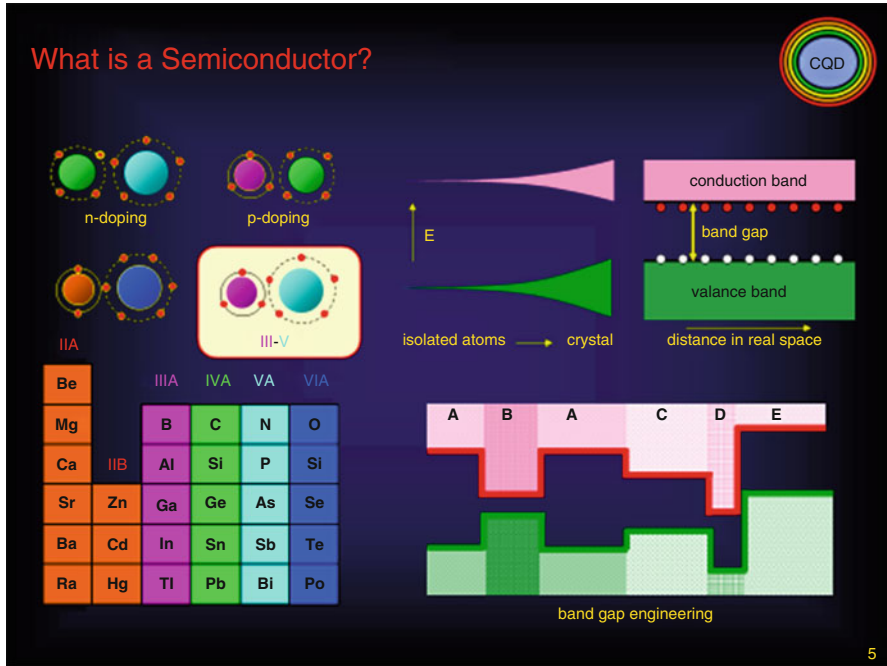 What is a Semiconductor?
CQD
n-doping
p-doping
E
conduction band
band gap
valance band
III-V
isolated atoms
crystal
distance in real space
IIA
IIIA IVA VA VIA
Be
Mg B C N O
Ca IIB Al Si P Si
Sr Zn Ga Ge As Se
Ba Cd In Sn Sb Te
Ra Hg Tl Pb Bi Po
A B A C D E
band gap engineering
5